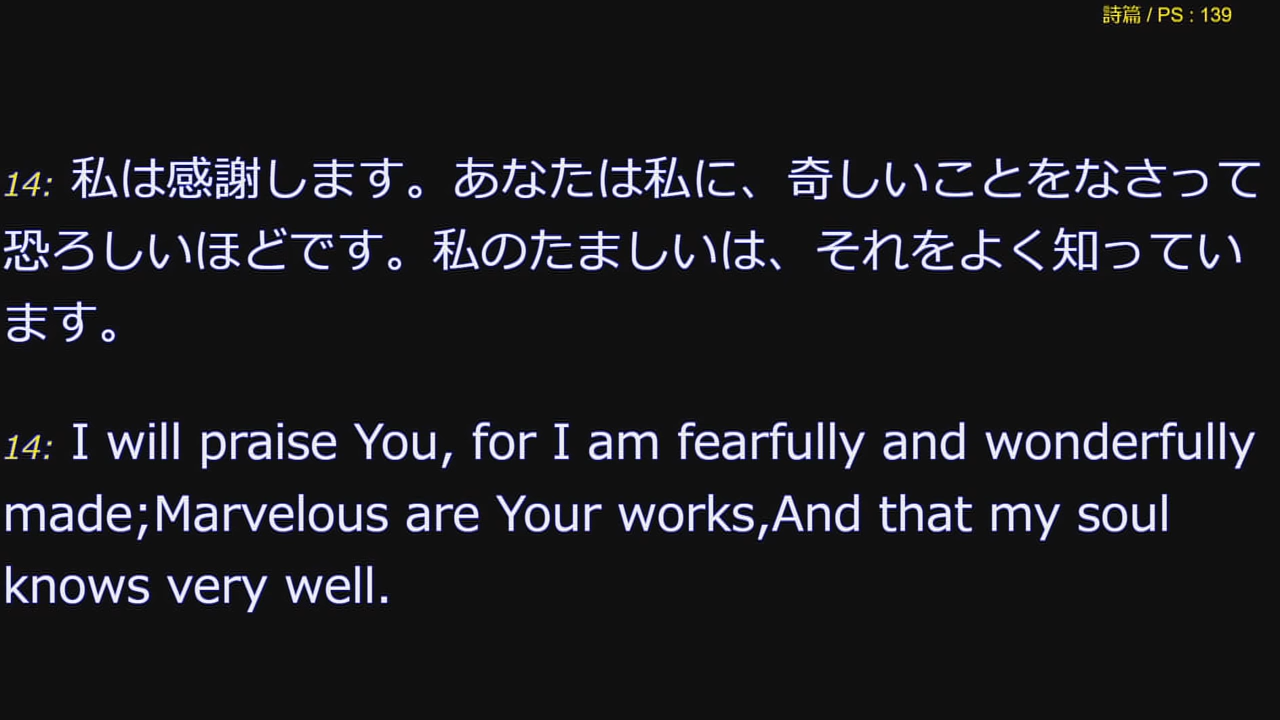 詩篇 / PS : 139
14: 私は感謝します。あなたは私に、奇しいことをなさって
恐ろしいほどです。私のたましいは、それをよく知ってい
ます。
14: I will praise You, for I am fearfully and wonderfully
made;Marvelous are Your works,And that my soul
knows very well.